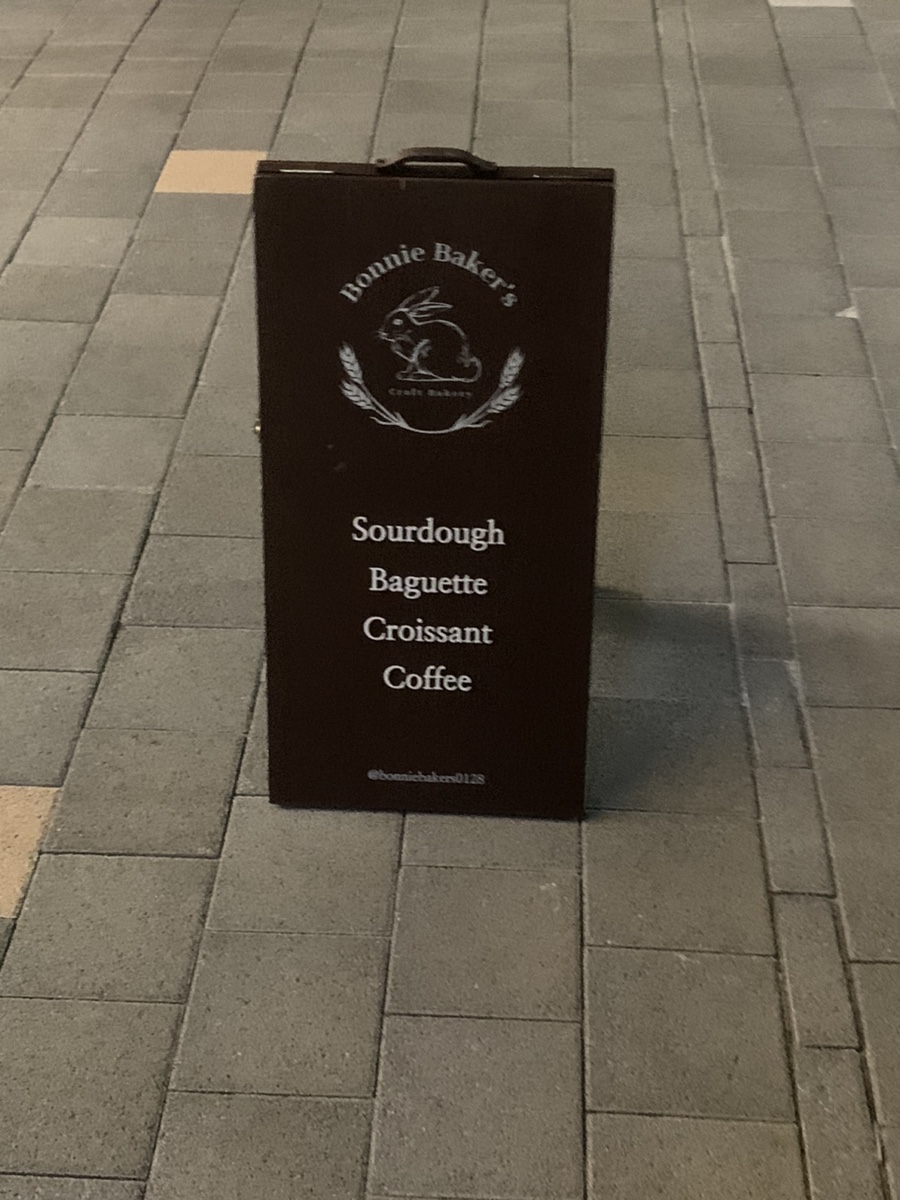 Bonnie Baker's
Craft Bakery
Sourdough
Baguette
Croissant
Coffee
@bonniebakers0128